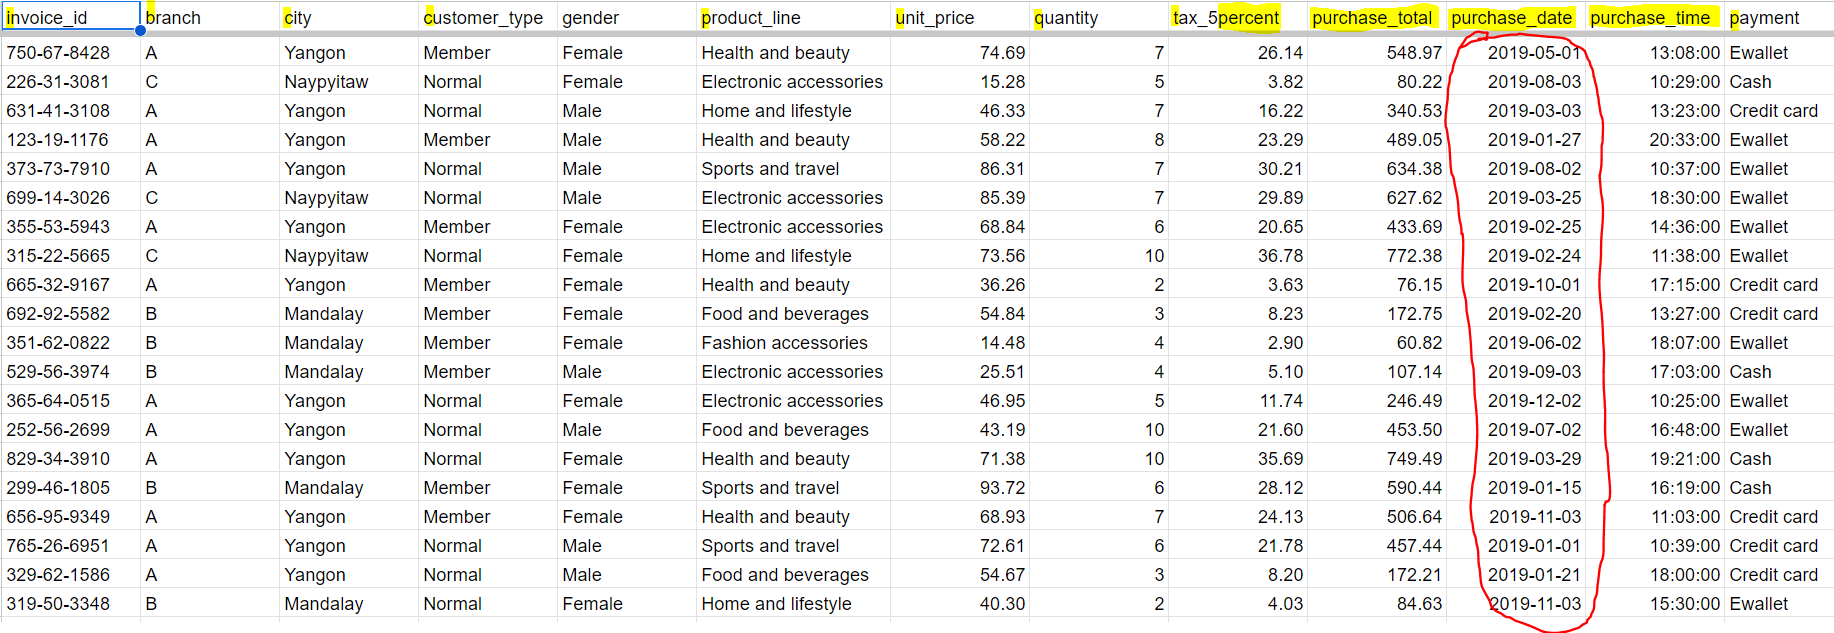 invoice_id branch city customer_type gender product_line unit_price quantity tax_5percent purchase_total purchase_date purchase_time payment
750-67-8428 A Yangon Member Female Health and beauty 74.69 7 26.14 548.97 2019-05-01 13:08:00 Ewallet
226-31-3081 C Naypyitaw Normal Female Electronic accessories 15.28 5 3.82 80.22 2019-08-03 10:29:00 Cash
631-41-3108 A Yangon Normal Male Home and lifestyle 46.33 7 16.22 340.53 2019-03-03 13:23:00 Credit card
123-19-1176 A Yangon Member Male Health and beauty 58.22 8 23.29 489.05 2019-01-27 20:33:00 Ewallet
373-73-7910 A Yangon Normal Male Sports and travel 86.31 7 30.21 634.38 2019-08-02 10:37:00 Ewallet
699-14-3026 C Naypyitaw Normal Male Electronic accessories 85.39 7 29.89 627.62 2019-03-25 18:30:00 Ewallet
355-53-5943 A Yangon Member Female Electronic accessories 68.84 6 20.65 433.69 2019-02-25 14:36:00 Ewallet
315-22-5665 C Naypyitaw Normal Female Home and lifestyle 73.56 10 36.78 772.38 2019-02-24 11:38:00 Ewallet
665-32-9167 A Yangon Member Female Health and beauty 36.26 2 3.63 76.15 2019-10-01 17:15:00 Credit card
692-92-5582 B Mandalay Member Female Food and beverages 54.84 3 8.23 172.75 2019-02-20 13:27:00 Credit card
351-62-0822 B Mandalay Member Female Fashion accessories 14.48 4 2.90 60.82 2019-06-02 18:07:00 Ewallet
529-56-3974 B Mandalay Member Male Electronic accessories 25.51 4 5.10 107.14 2019-09-03 17:03:00 Cash
365-64-0515 A Yangon Normal Female Electronic accessories 46.95 5 11.74 246.49 2019-12-02 10:25:00 Ewallet
252-56-2699 A Yangon Normal Male Food and beverages 43.19 10 21.60 453.50 2019-07-02 16:48:00 Ewallet
829-34-3910 A Yangon Normal Female Health and beauty 71.38 10 35.69 749.49 2019-03-29 19:21:00 Cash
299-46-1805 B Mandalay Member Female Sports and travel 93.72 6 28.12 590.44 2019-01-15 16:19:00 Cash
656-95-9349 A Yangon Member Female Health and beauty 68.93 7 24.13 506.64 2019-11-03 11:03:00 Credit card
765-26-6951 A Yangon Normal Male Sports and travel 72.61 6 21.78 457.44 2019-01-01 10:39:00 Credit card
329-62-1586 A Yangon Normal Male Food and beverages 54.67 3 8.20 172.21 2019-01-21 18:00:00 Credit card
319-50-3348 B Mandalay Normal Female Home and lifestyle 40.30 2 4.03 84.63 2019-11-03 15:30:00 Ewallet